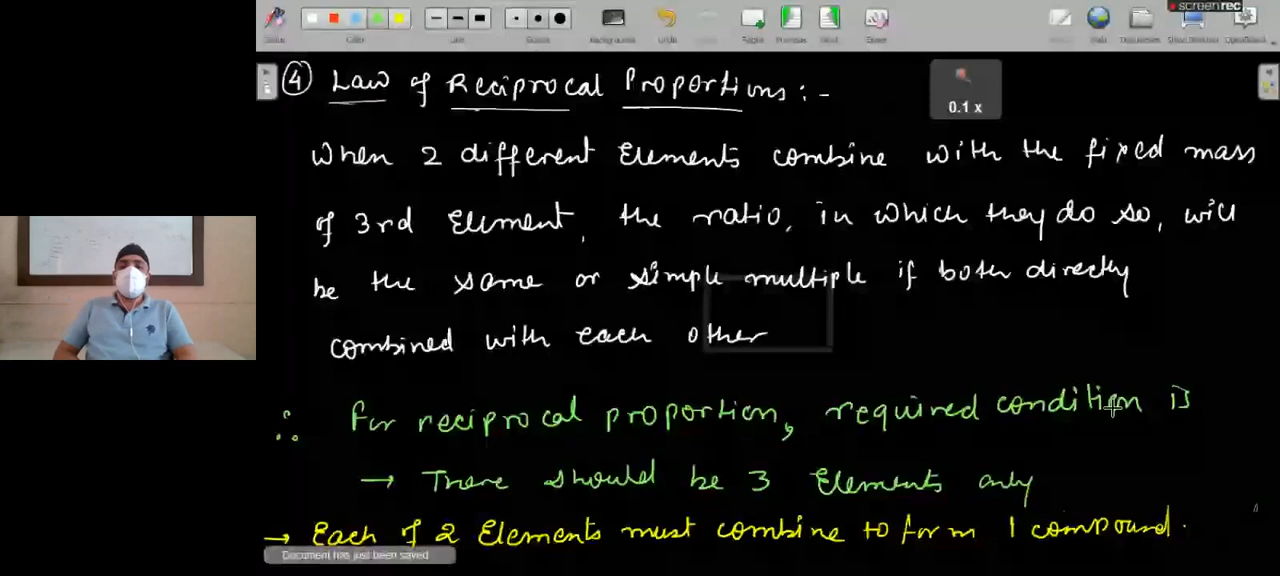 screenrec
④ Law of Reciprocal Proportions :-
0.1 x
When 2 different Elements combine with the fixed mass
of 3rd Element, the ratio, in which they do so, will
be the same or simple multiple if both directly
combined with each other
∴ For reciprocal proportion, required condition is
→ There should be 3 Elements only
→ Each of 2 Elements must combine to form 1 compound.
Document has just been saved